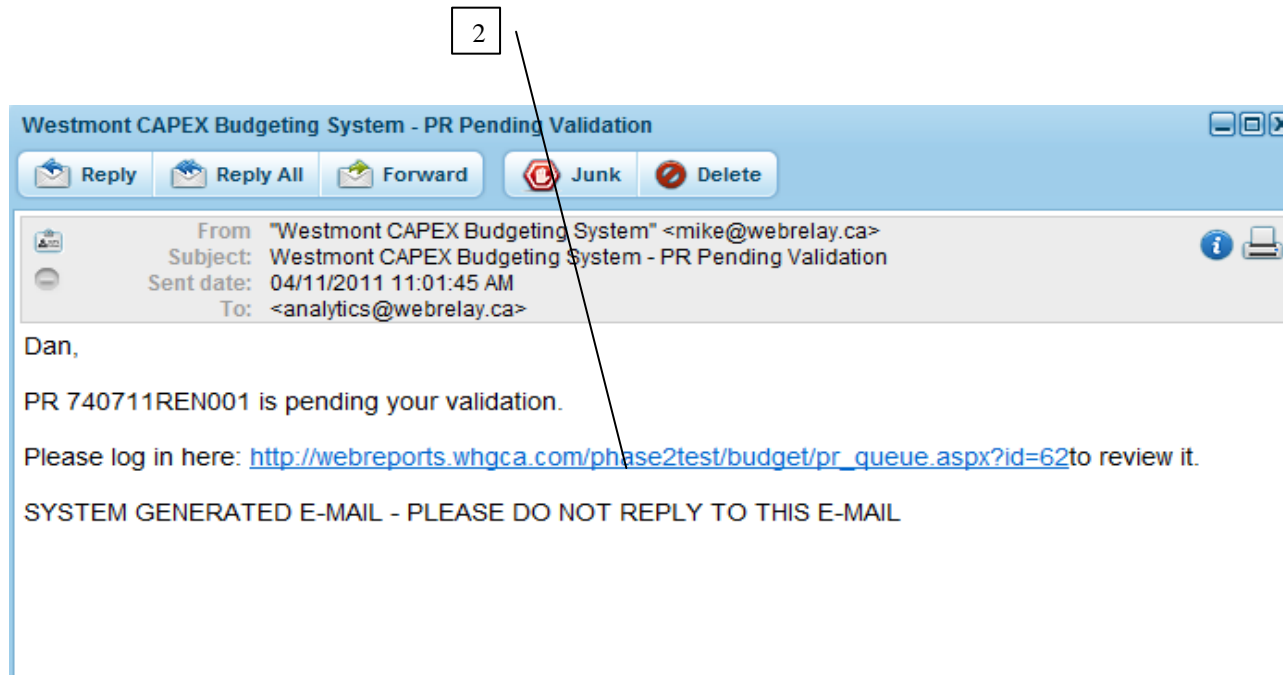 2
Westmont CAPEX Budgeting System - PR Pending Validation
Reply Reply All Forward Junk Delete
From "Westmont CAPEX Budgeting System" <mike@webrelay.ca>
Subject: Westmont CAPEX Budgeting System - PR Pending Validation
Sent date: 04/11/2011 11:01:45 AM
To: <analytics@webrelay.ca>
Dan,
PR 740711REN001 is pending your validation.
Please log in here: http://webreports.whgca.com/phase2test/budget/pr_queue.aspx?id=62to review it.
SYSTEM GENERATED E-MAIL - PLEASE DO NOT REPLY TO THIS E-MAIL